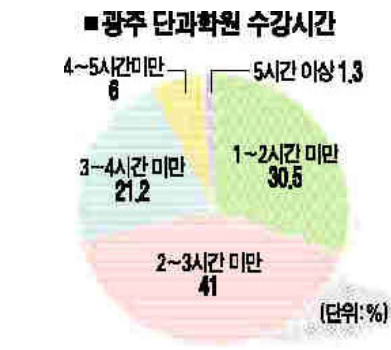 ■광주 단과학원 수강시간
4~5시간미만
6
5시간 이상 1.3
1~2시간 미만
30.5
3~4시간 미만
21.2
2~3시간 미만
41
(단위:%)